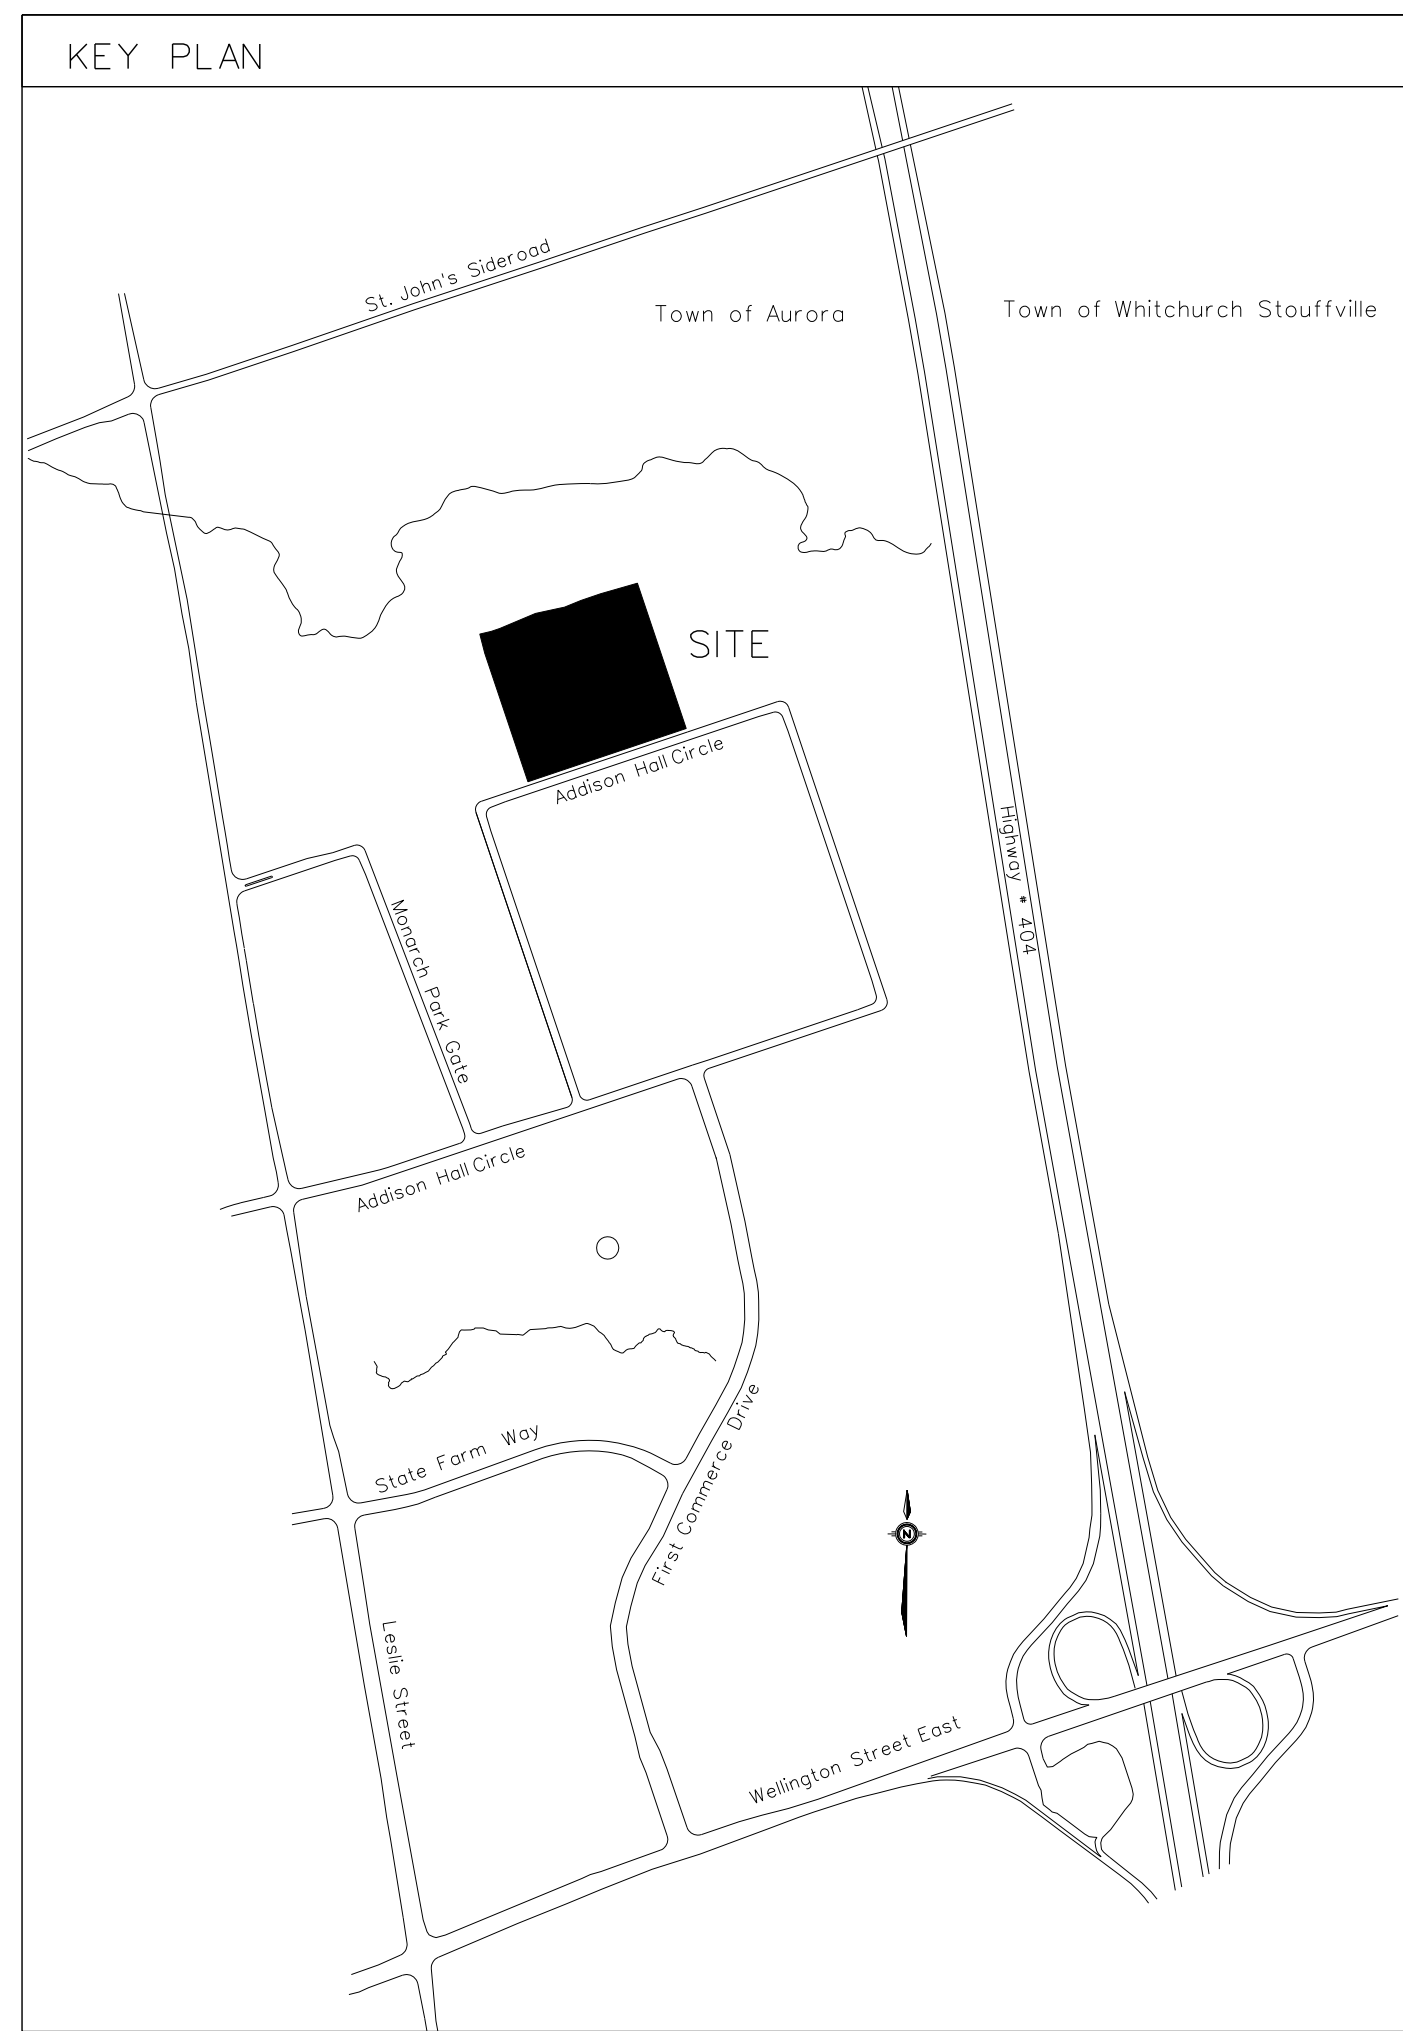 KEY PLAN
St. John's Sideroad
Town of Aurora
Town of Whitchurch Stouffville
SITE
Addison Hall Circle
Highway # 404
Monarch Park Gate
Addison Hall Circle
First Commerce Drive
State Farm Way
N
Leslie Street
Wellington Street East